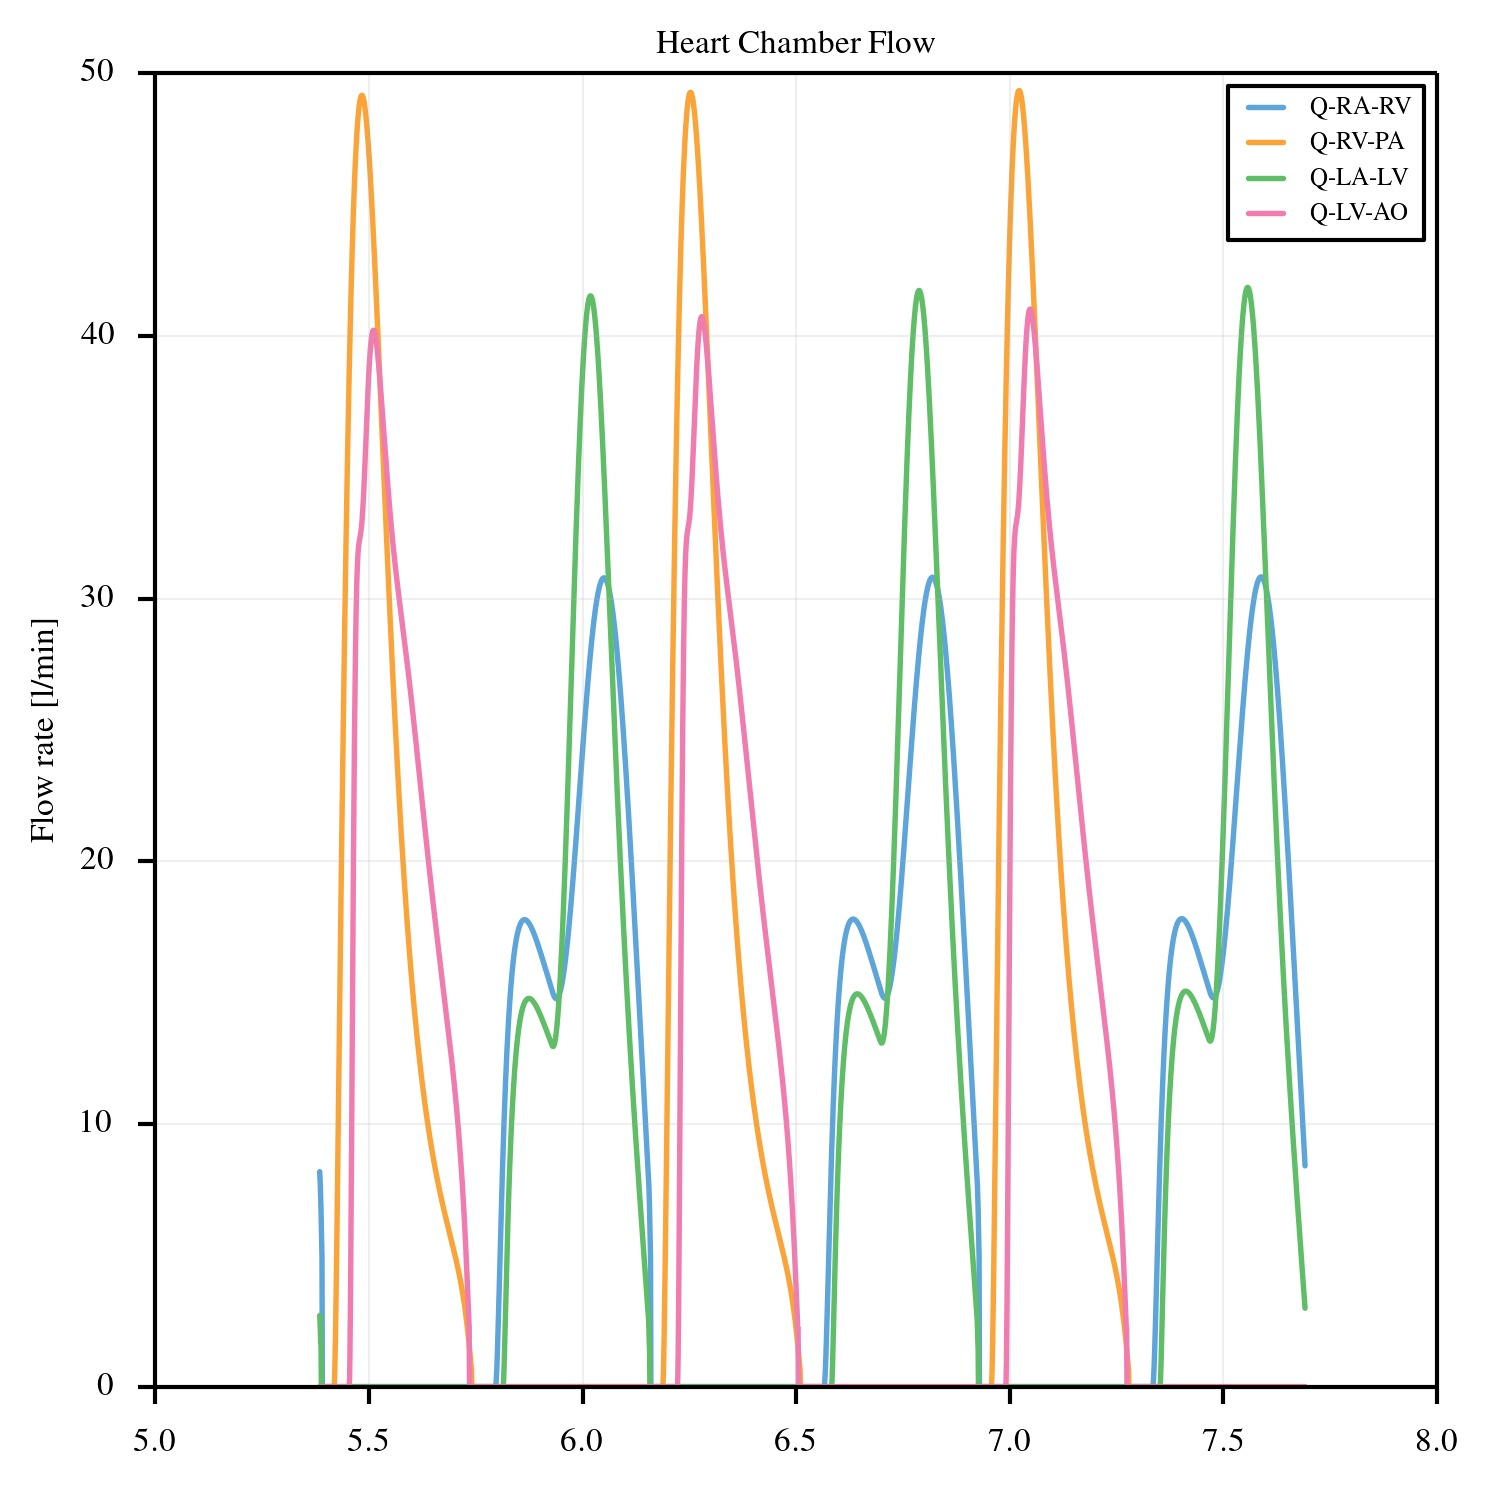 Heart Chamber Flow
50
40
30
20
10
0
Flow rate [l/min]
Q-RA-RV
Q-RV-PA
Q-LA-LV
Q-LV-AO
5.0 5.5 6.0 6.5 7.0 7.5 8.0